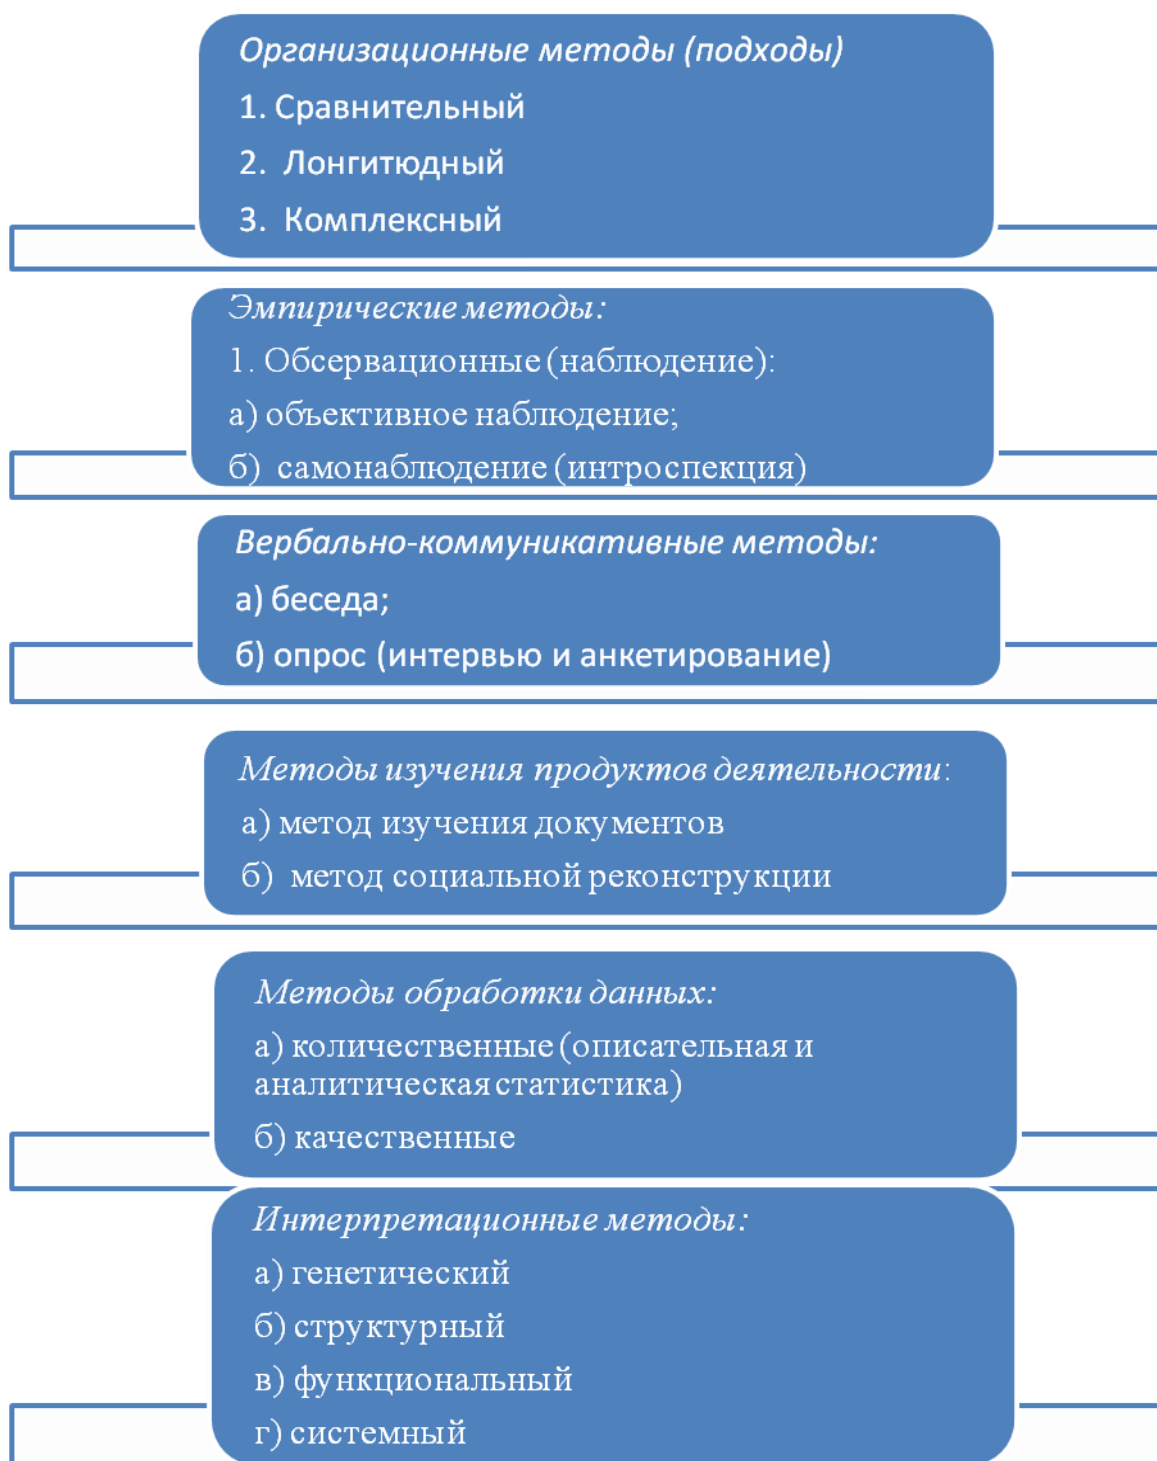 Организационные методы (подходы)
1. Сравнительный
2. Лонгитюдный
3. Комплексный
Эмпирические методы:
1. Обсервационные (наблюдение):
а) объективное наблюдение;
б) самонаблюдение (интроспекция)
Вербально-коммуникативные методы:
а) беседа;
б) опрос (интервью и анкетирование)
Методы изучения продуктов деятельности:
а) метод изучения документов
б) метод социальной реконструкции
Методы обработки данных:
а) количественные (описательная и
аналитическая статистика)
б) качественные
Интерпретационные методы:
а) генетический
б) структурный
в) функциональный
г) системный